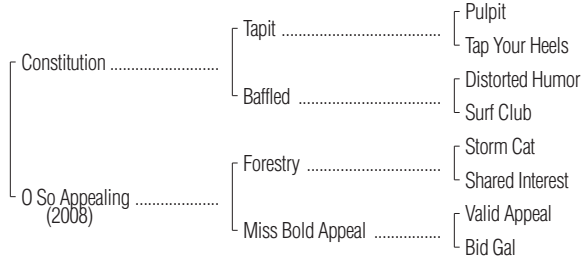 Pulpit
Tapit ........................................
Tap Your Heels
Constitution ...........................
Distorted Humor
Baffled ....................................
Surf Club
Storm Cat
Forestry ..................................
Shared Interest
O So Appealing .....................
(2008)
Valid Appeal
Miss Bold Appeal .................
Bid Gal